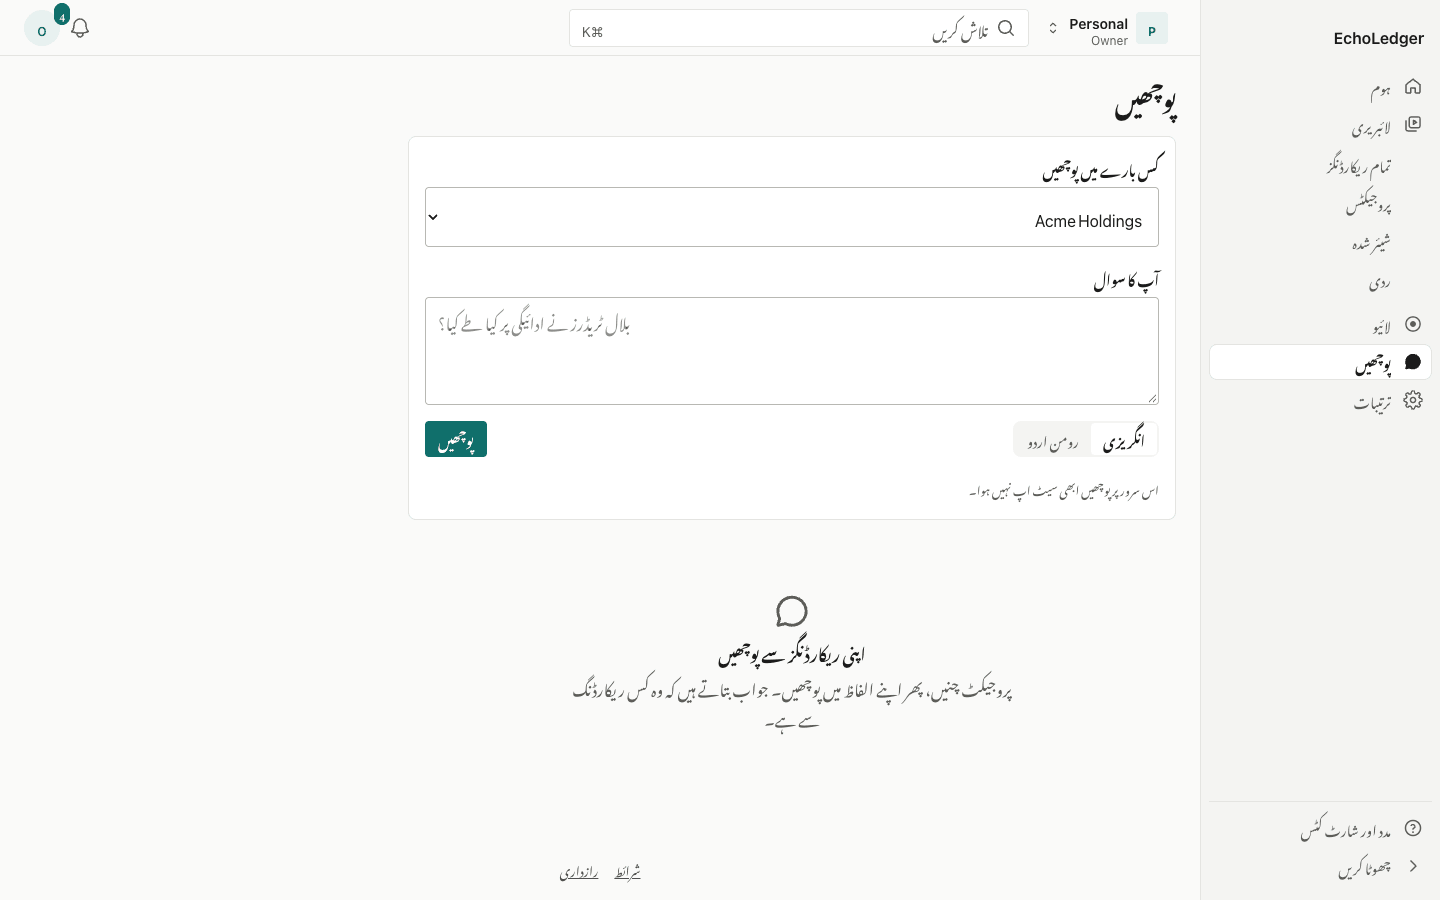 EchoLedger
ہوم
لائبریری
تمام ریکارڈنگز
پروجیکٹس
شیئر شدہ
ردی
لائیو
پوچھیں
ترتیبات
مدد اور شارٹ کٹس
چھوٹا کریں
P
Personal
Owner
تلاش کریں
K⌘
4
O
پوچھیں
کس بارے میں پوچھیں
Acme Holdings
آپ کا سوال
بلال ٹریڈرز نے ادائیگی پر کیا طے کیا؟
انگریزی
رومن اردو
پوچھیں
اس سرور پر پوچھیں ابھی سیٹ اپ نہیں ہوا۔
اپنی ریکارڈنگز سے پوچھیں
پروجیکٹ چنیں، پھر اپنے الفاظ میں پوچھیں۔ جواب بتاتے ہیں کہ وہ کس ریکارڈنگ
سے ہے۔
شرائط
رازداری